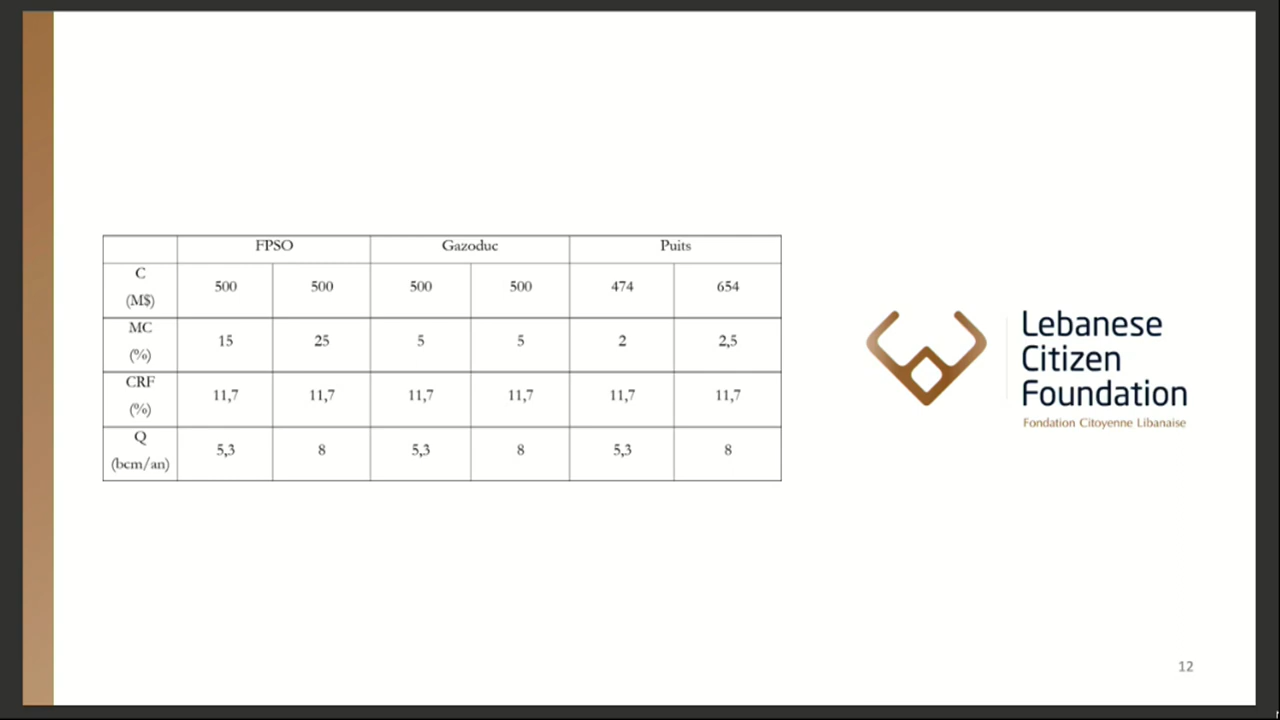 FPSO Gazoduc Puits
C (M$) 500 500 500 500 474 654
MC (%) 15 25 5 5 2 2,5
CRF (%) 11,7 11,7 11,7 11,7 11,7 11,7
Q (bcm/an) 5,3 8 5,3 8 5,3 8
Lebanese
Citizen
Foundation
Fondation Citoyenne Libanaise
12